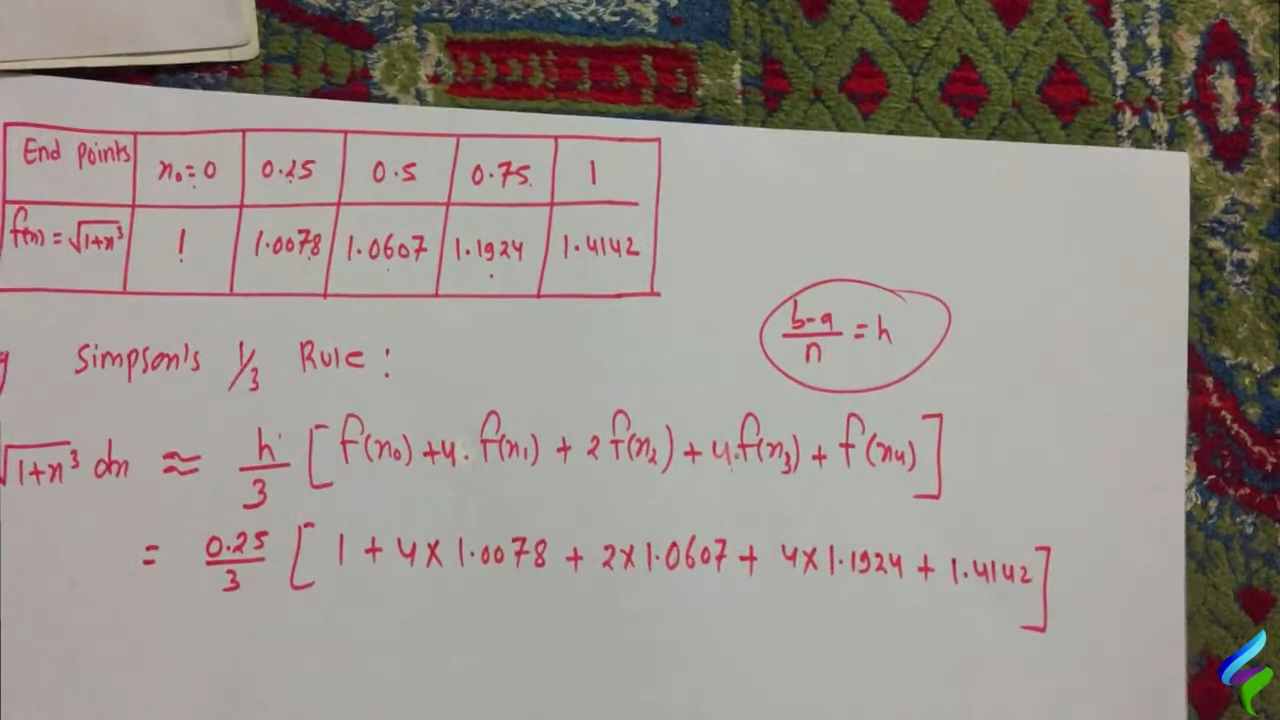 End points x₀=0 0.25 0.5 0.75 1
f(x)=√1+x³ 1 1.0078 1.0607 1.1924 1.4142
b-a/n = h
Simpson's 1/3 Rule:
√1+x³ dx ≈ h/3 [f(x₀)+4.f(x₁)+2f(x₂)+4.f(x₃)+f(x₄)]
= 0.25/3 [1+4×1.0078+2×1.0607+4×1.1924+1.4142]